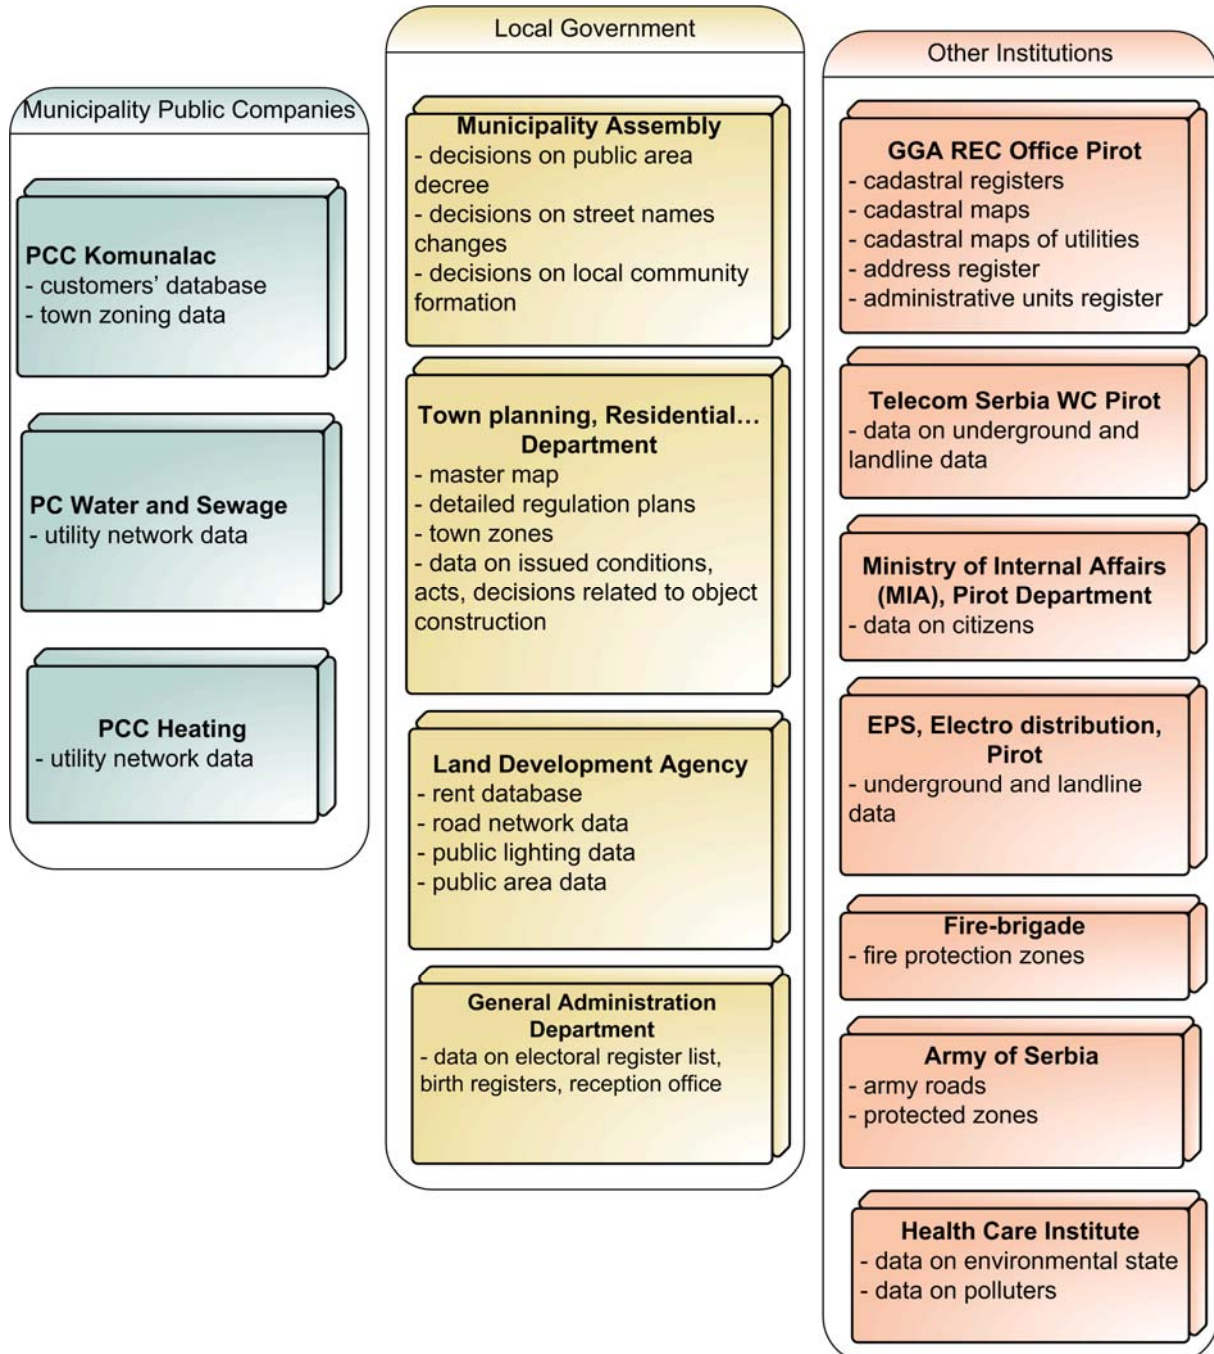 Municipality Public Companies
PCC Komunalac
- customers' database
- town zoning data
PC Water and Sewage
- utility network data
PCC Heating
- utility network data
Local Government
Municipality Assembly
- decisions on public area
decree
- decisions on street names
changes
- decisions on local community
formation
Town planning, Residential…
Department
- master map
- detailed regulation plans
- town zones
- data on issued conditions,
acts, decisions related to object
construction
Land Development Agency
- rent database
- road network data
- public lighting data
- public area data
General Administration
Department
- data on electoral register list,
birth registers, reception office
Other Institutions
GGA REC Office Pirot
- cadastral registers
- cadastral maps
- cadastral maps of utilities
- address register
- administrative units register
Telecom Serbia WC Pirot
- data on underground and
landline data
Ministry of Internal Affairs
(MIA), Pirot Department
- data on citizens
EPS, Electro distribution,
Pirot
- underground and landline
data
Fire-brigade
- fire protection zones
Army of Serbia
- army roads
- protected zones
Health Care Institute
- data on environmental state
- data on polluters